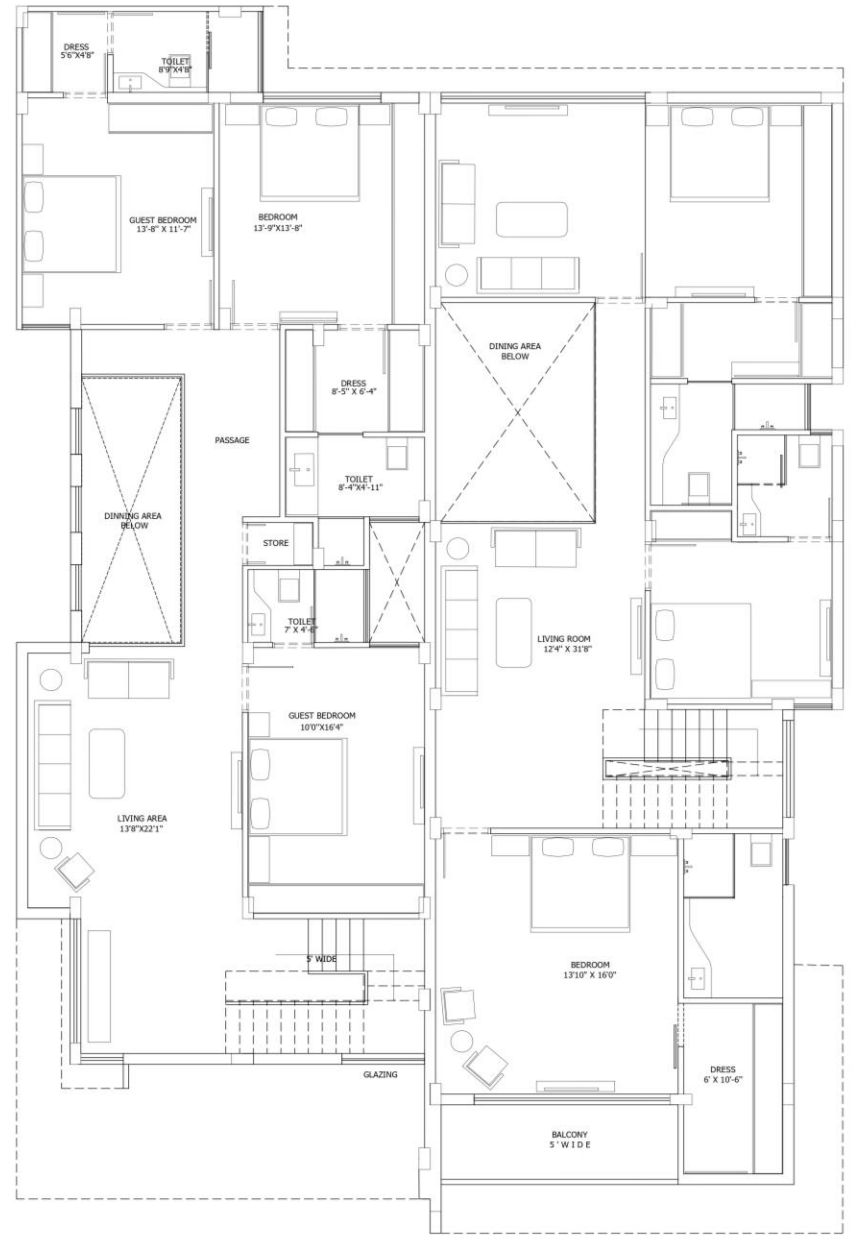 DRESS
5'6"X4'8"
TOILET
8'9"X4'8"
GUEST BEDROOM
13'-8" X 11'-7"
BEDROOM
13'-9"X13'-8"
DINING AREA
BELOW
DRESS
8'-5" X 6'-4"
PASSAGE
TOILET
8'-4"X4'-11"
DINNING AREA
BELOW
STORE
TOILET
7' X 4'-6"
LIVING ROOM
12'4" X 31'8"
GUEST BEDROOM
10'0"X16'4"
LIVING AREA
13'8"X22'1"
5' WIDE
BEDROOM
13'10" X 16'0"
GLAZING
DRESS
6' X 10'-6"
BALCONY
5 ' W I D E